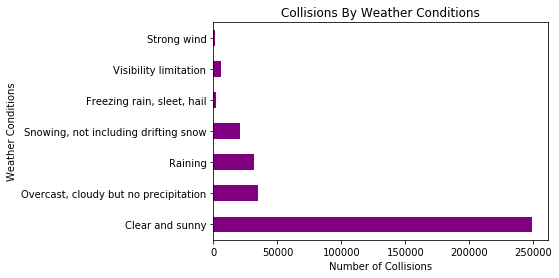 Collisions By Weather Conditions
Weather Conditions
Strong wind
Visibility limitation
Freezing rain, sleet, hail
Snowing, not including drifting snow
Raining
Overcast, cloudy but no precipitation
Clear and sunny
0 50000 100000 150000 200000 250000
Number of Collisions